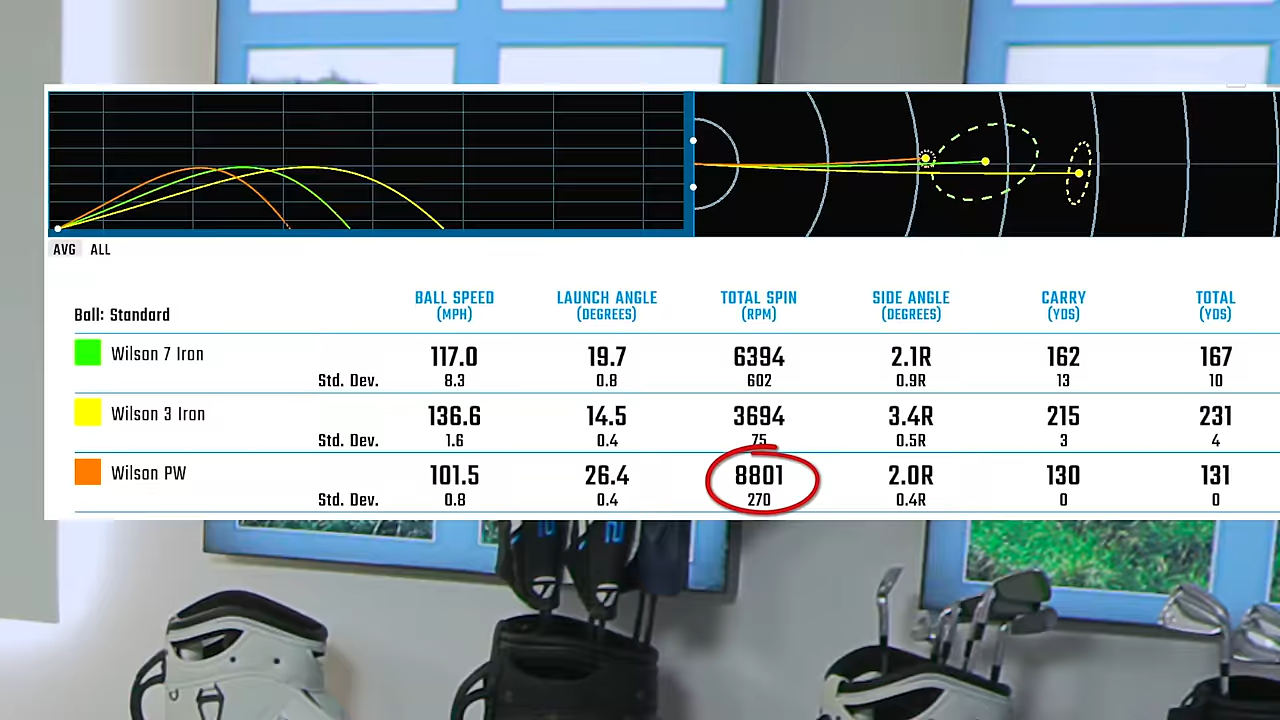 AVG ALL
Ball: Standard BALL SPEED (MPH) LAUNCH ANGLE (DEGREES) TOTAL SPIN (RPM) SIDE ANGLE (DEGREES) CARRY (YDS) TOTAL (YDS)
Wilson 7 Iron 117.0 19.7 6394 2.1R 162 167
Std. Dev. 8.3 0.8 602 0.9R 13 10
Wilson 3 Iron 136.6 14.5 3694 3.4R 215 231
Std. Dev. 1.6 0.4 75 0.5R 3 4
Wilson PW 101.5 26.4 8801 2.0R 130 131
Std. Dev. 0.8 0.4 270 0.4R 0 0